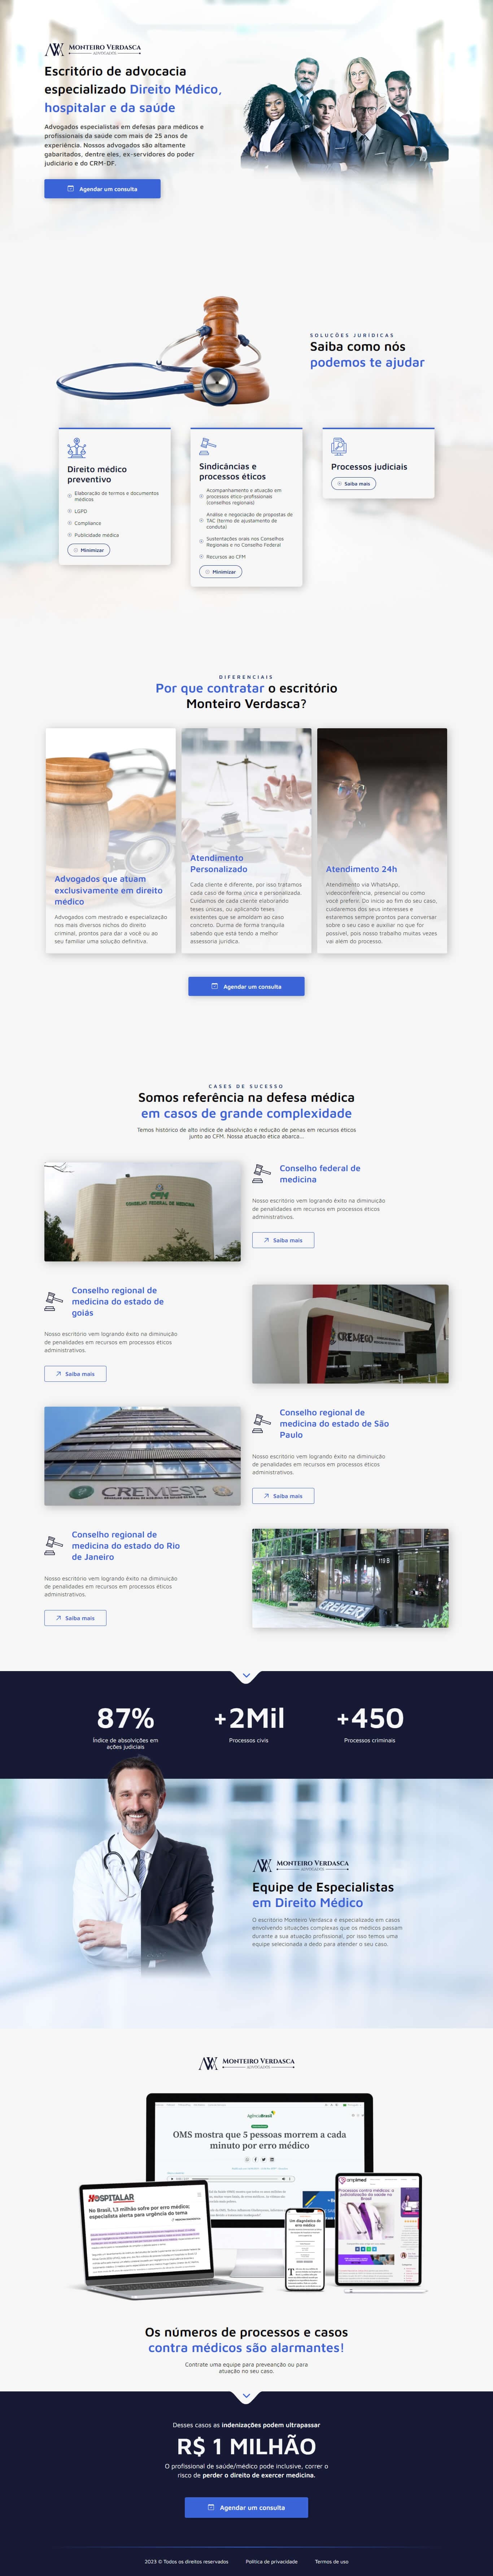 MONTEIRO VERDASCA
ADVOGADOS
Escritório de advocacia
especializado Direito Médico,
hospitalar e da saúde
Advogados especialistas em defesas para médicos e
profissionais da saúde com mais de 25 anos de
experiência. Nossos advogados são altamente
gabaritados, dentre eles, ex-servidores do poder
judiciário e do CRM-DF.
Agendar um consulta
SOLUÇÕES JURIDICAS
Saiba como nós
podemos te ajudar
Direito médico
preventivo
Elaboração de termos e documentos
médicos
LGPD
Compliance
Publicidade médica
Minimizar
Sindicâncias e
processos éticos
Acompanhamento e atuação em
processos ético-profissionais
(conselhos regionais)
Análise e negociação de propostas de
TAC (termo de ajustamento de
conduta)
Sustentações orais nos Conselhos
Regionais e no Conselho Federal
Recursos ao CFM
Minimizar
Processos judiciais
Saiba mais
DIFERENCIAIS
Por que contratar o escritório
Monteiro Verdasca?
Advogados que atuam
exclusivamente em direito
médico
Advogados com mestrado e especialização
nos mais diversos nichos do direito
criminal, prontos para dar a você ou ao
seu familiar uma solução definitiva.
Atendimento
Personalizado
Cada cliente é diferente, por isso tratamos
cada caso de forma única e personalizada.
Cuidamos de cada cliente elaborando
teses únicas, ou aplicando teses
existentes que se amoldam ao caso
concreto. Durma de forma tranquila
sabendo que está tendo a melhor
assessoria jurídica.
Atendimento 24h
Atendimento via WhatsApp,
videoconferência, presencial ou como
você preferir. Do início ao fim do seu caso,
cuidaremos dos seus interesses e
estaremos sempre prontos para conversar
sobre o seu caso e auxiliar no que for
possível, pois nosso trabalho muitas vezes
vai além do processo.
Agendar um consulta
CASES DE SUCESSO
Somos referência na defesa médica
em casos de grande complexidade
Temos histórico de alto índice de absolvição e redução de penas em recursos éticos
junto ao CFM. Nossa atuação ética abarca...
CFM
CONSELHO FEDERAL DE MEDICINA
Conselho federal de
medicina
Nosso escritório vem logrando êxito na diminuição
de penalidades em recursos em processos éticos
administrativos.
Saiba mais
Conselho regional de
medicina do estado de
goiás
Nosso escritório vem logrando êxito na diminuição
de penalidades em recursos em processos éticos
administrativos.
Saiba mais
CREMEGO
CREMESP
Conselho regional de
medicina do estado de São
Paulo
Nosso escritório vem logrando êxito na diminuição
de penalidades em recursos em processos éticos
administrativos.
Saiba mais
Conselho regional de
medicina do estado do Rio
de Janeiro
Nosso escritório vem logrando êxito na diminuição
de penalidades em recursos em processos éticos
administrativos.
Saiba mais
119 B
CREMERJ
87%
Índice de absolvições em
ações judiciais
+2Mil
Processos civis
+450
Processos criminais
MONTEIRO VERDASCA
ADVOGADOS
Equipe de Especialistas
em Direito Médico
O escritório Monteiro Verdasca é especializado em casos
envolvendo situações complexas que os médicos passam
durante a sua atuação profissional, por isso temos uma
equipe selecionada a dedo para atender o seu caso.
MONTEIRO VERDASCA
ADVOGADOS
AgênciaBrasil
OMS mostra que 5 pessoas morrem a cada
minuto por erro médico
HOSPITALAR
No Brasil, 1,3 milhão sofre por erro médico;
especialista alerta para urgência do tema
Um diagnóstico do
erro médico
amplimed
Processos contra médicos: a
judicialização da saúde no
Brasil
Os números de processos e casos
contra médicos são alarmantes!
Contrate uma equipe para preveanção ou para
atuação no seu caso.
Desses casos as indenizações podem ultrapassar
R$ 1 MILHÃO
O profissional de saúde/médico pode inclusive, correr o
risco de perder o direito de exercer medicina.
Agendar um consulta
2023 © Todos os direitos reservados
Política de privacidade
Termos de uso